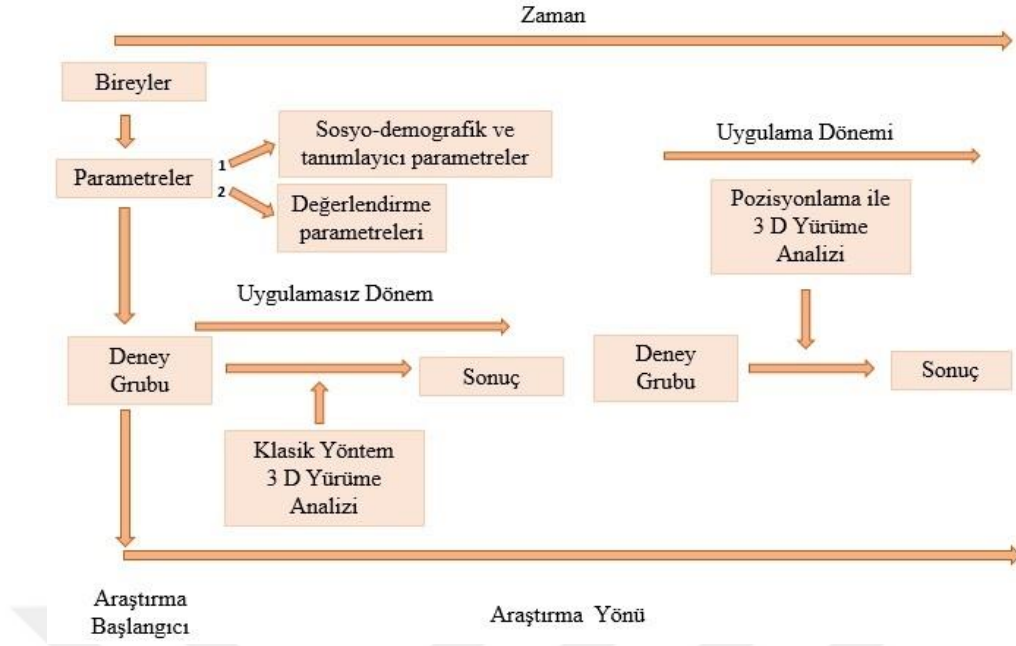 Zaman
Bireyler
Sosyo-demografik ve
tanımlayıcı parametreler
Parametreler
1
2
Değerlendirme
parametreleri
Uygulama Dönemi
Pozisyonlama ile
3 D Yürüme
Analizi
Uygulamasız Dönem
Deney
Grubu
Sonuç
Klasik Yöntem
3 D Yürüme
Analizi
Deney
Grubu
Sonuç
Araştırma
Başlangıcı
Araştırma Yönü